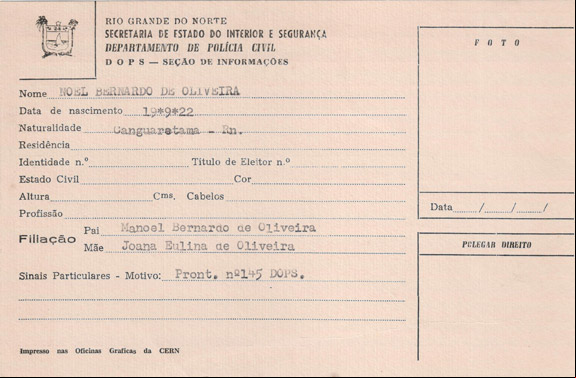 RIO GRANDE DO NORTE
SECRETARIA DE ESTADO DO INTERIOR E SEGURANÇA
DEPARTAMENTO DE POLÍCIA CIVIL
DOPS — SEÇÃO DE INFORMAÇÕES
FOTO
Nome NOEL BERNARDO DE OLIVEIRA
Data de nascimento 19*9*22
Naturalidade Canguaretama - Rn.
Residência
Identidade n.º Título de Eleitor n.º
Estado Civil Cor
Altura Cms. Cabelos
Profissão
Data / / /
Filiação
Pai Manoel Bernardo de Oliveira
Mãe Joana Eulina de Oliveira
POLEGAR DIREITO
Sinais Particulares - Motivo: Pront. nº145 DOPS.
Impresso nas Oficinas Graficas da CERN